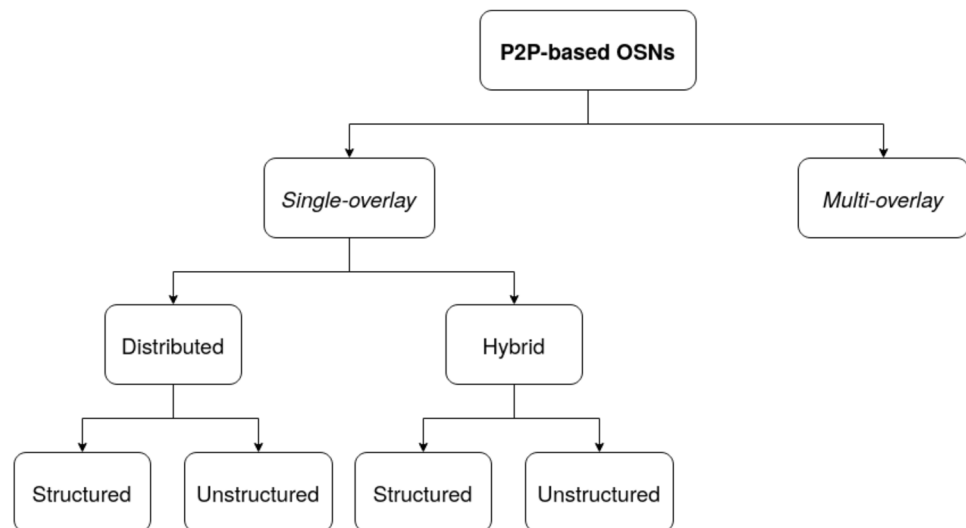 P2P-based OSNs
Single-overlay
Multi-overlay
Distributed
Hybrid
Structured
Unstructured
Structured
Unstructured